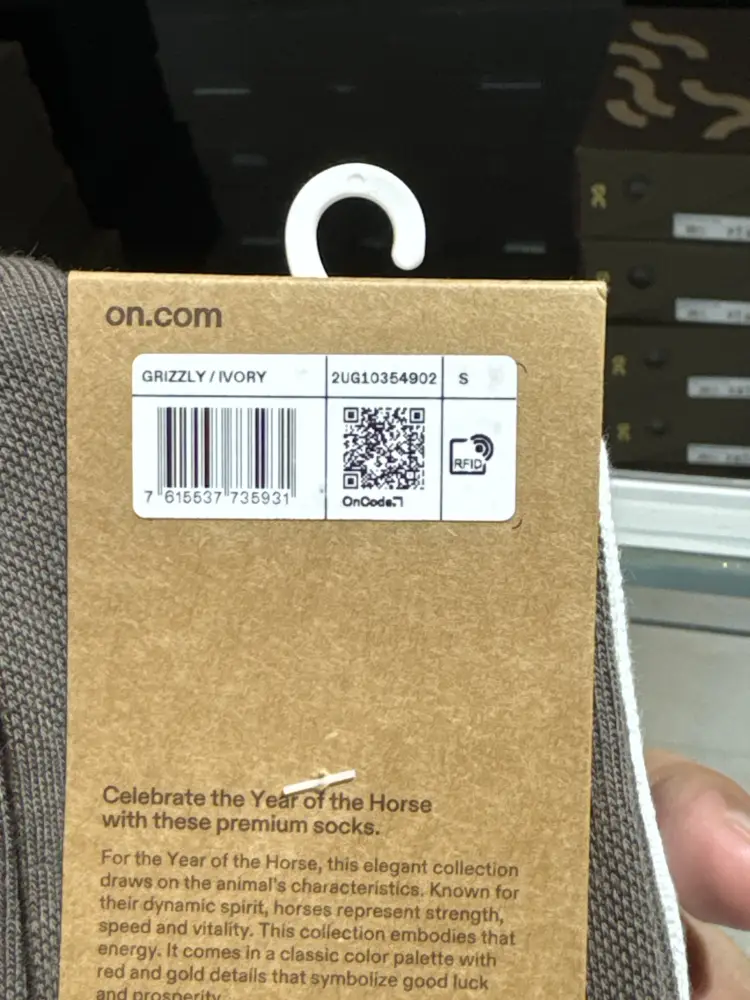 on.com
GRIZZLY / IVORY
2UG10354902
S
7 615537 735931
OnCode
RFID
Celebrate the Year of the Horse
with these premium socks.
For the Year of the Horse, this elegant collection
draws on the animal's characteristics. Known for
their dynamic spirit, horses represent strength,
speed and vitality. This collection embodies that
energy. It comes in a classic color palette with
red and gold details that symbolize good luck
and prosperity.